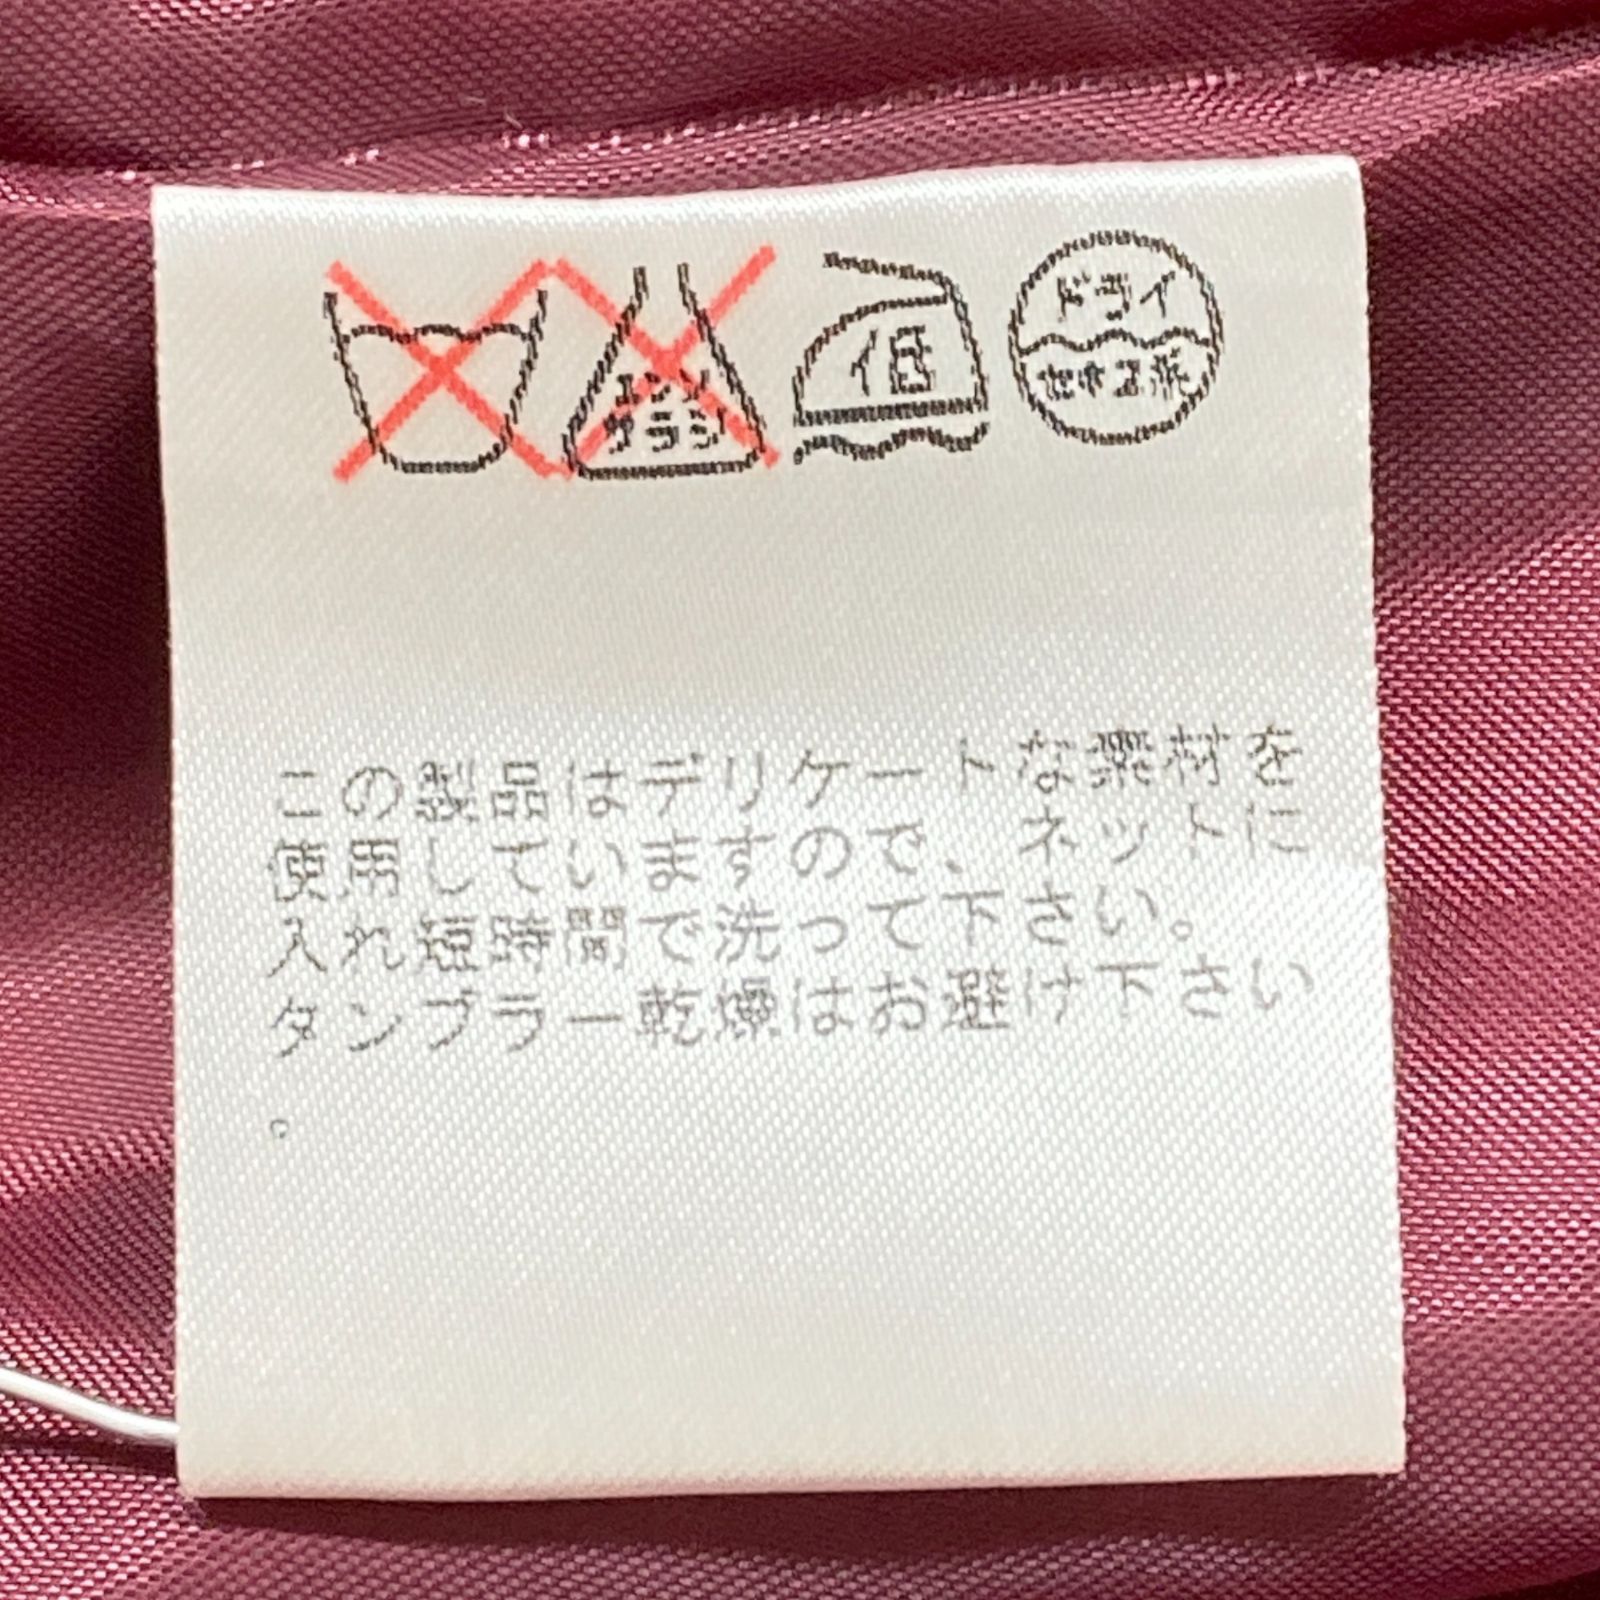 エンソ
サラシ
低
ドライ
セキユ系
この製品はデリケートな素材を
使用していますので、ネットに
入れ短時間で洗って下さい。
タンブラー乾燥はお避け下さい
。